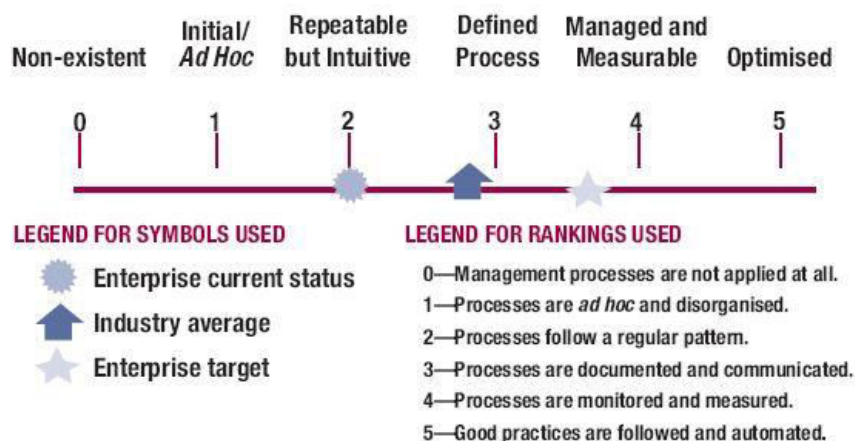 Non-existent
Initial/
Ad Hoc
Repeatable
but Intuitive
Defined
Process
Managed and
Measurable
Optimised
0 1 2 3 4 5
LEGEND FOR SYMBOLS USED
Enterprise current status
Industry average
Enterprise target
LEGEND FOR RANKINGS USED
0—Management processes are not applied at all.
1—Processes are ad hoc and disorganised.
2—Processes follow a regular pattern.
3—Processes are documented and communicated.
4—Processes are monitored and measured.
5—Good practices are followed and automated.